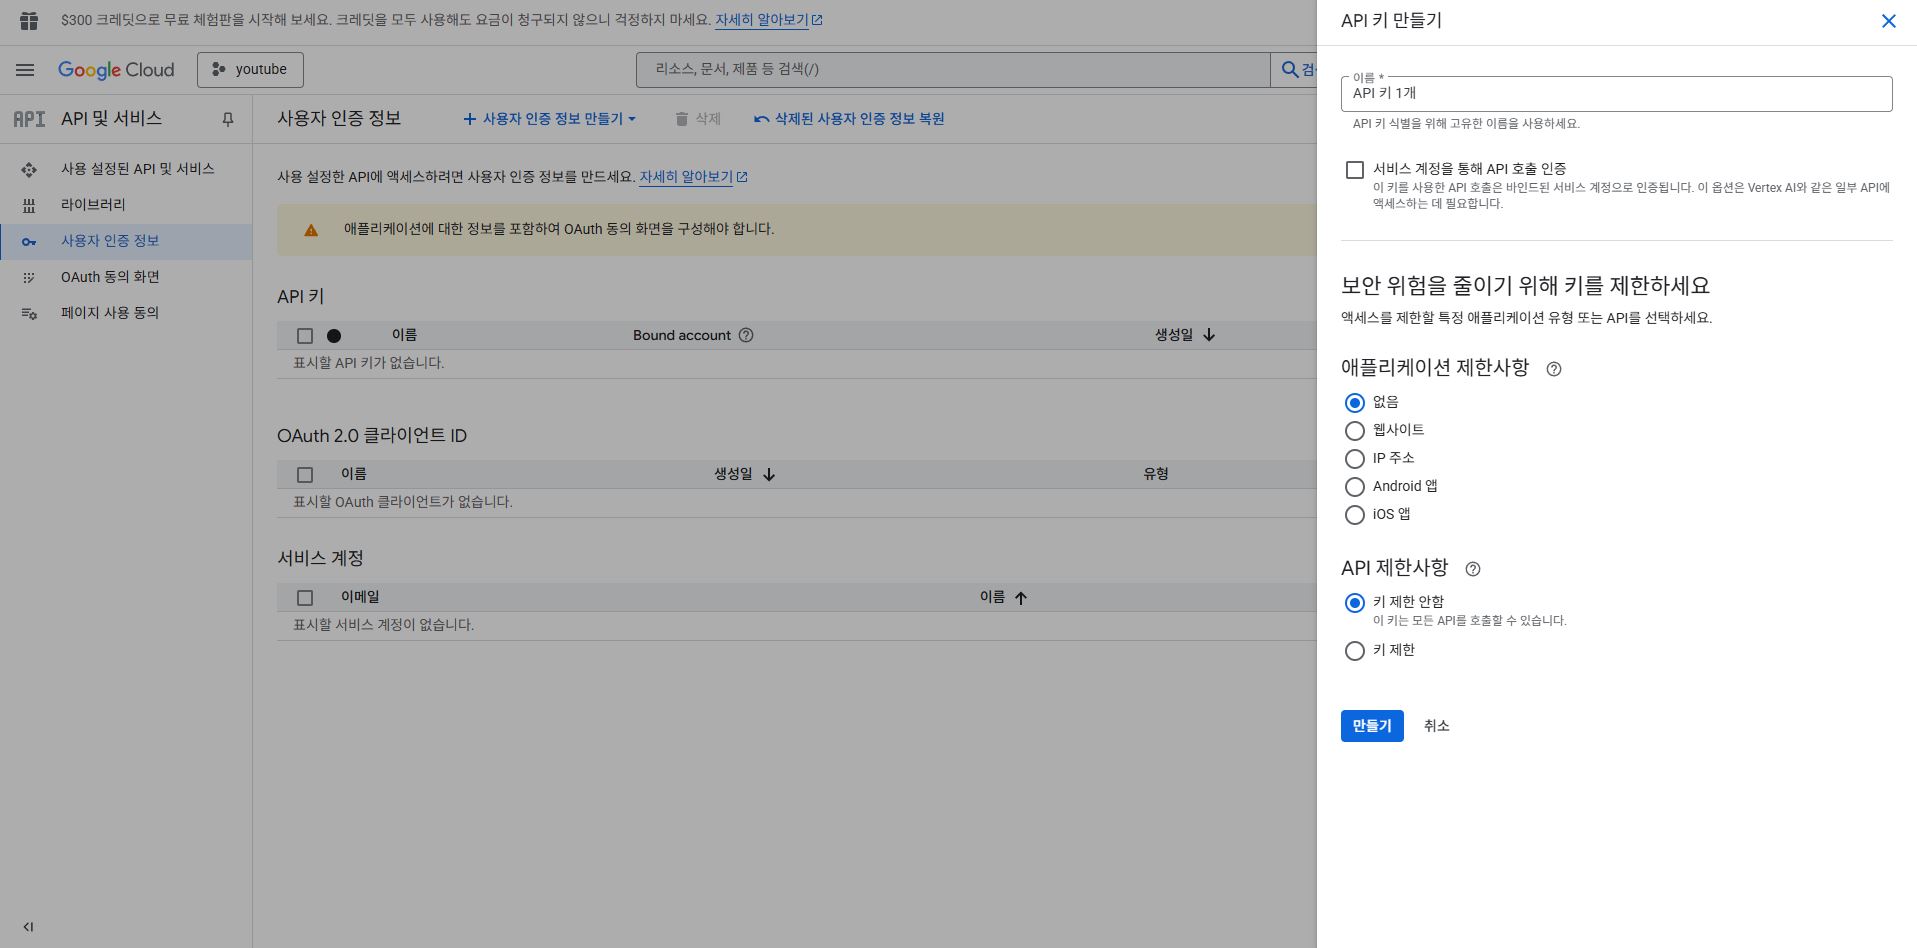 $300 크레딧으로 무료 체험판을 시작해 보세요. 크레딧을 모두 사용해도 요금이 청구되지 않으니 걱정하지 마세요. 자세히 알아보기
Google Cloud
youtube
리소스, 문서, 제품 등 검색(/)
검
API API 및 서비스
사용 설정된 API 및 서비스
라이브러리
사용자 인증 정보
OAuth 동의 화면
페이지 사용 동의
사용자 인증 정보
사용자 인증 정보 만들기
삭제
삭제된 사용자 인증 정보 복원
사용 설정한 API에 액세스하려면 사용자 인증 정보를 만드세요. 자세히 알아보기
애플리케이션에 대한 정보를 포함하여 OAuth 동의 화면을 구성해야 합니다.
API 키
이름 Bound account 생성일
표시할 API 키가 없습니다.
OAuth 2.0 클라이언트 ID
이름 생성일 유형
표시할 OAuth 클라이언트가 없습니다.
서비스 계정
이메일 이름
표시할 서비스 계정이 없습니다.
API 키 만들기
이름 *
API 키 1개
API 키 식별을 위해 고유한 이름을 사용하세요.
서비스 계정을 통해 API 호출 인증
이 키를 사용한 API 호출은 바인드된 서비스 계정으로 인증됩니다. 이 옵션은 Vertex AI와 같은 일부 API에
액세스하는 데 필요합니다.
보안 위험을 줄이기 위해 키를 제한하세요
액세스를 제한할 특정 애플리케이션 유형 또는 API를 선택하세요.
애플리케이션 제한사항
없음
웹사이트
IP 주소
Android 앱
iOS 앱
API 제한사항
키 제한 안함
이 키는 모든 API를 호출할 수 있습니다.
키 제한
만들기 취소